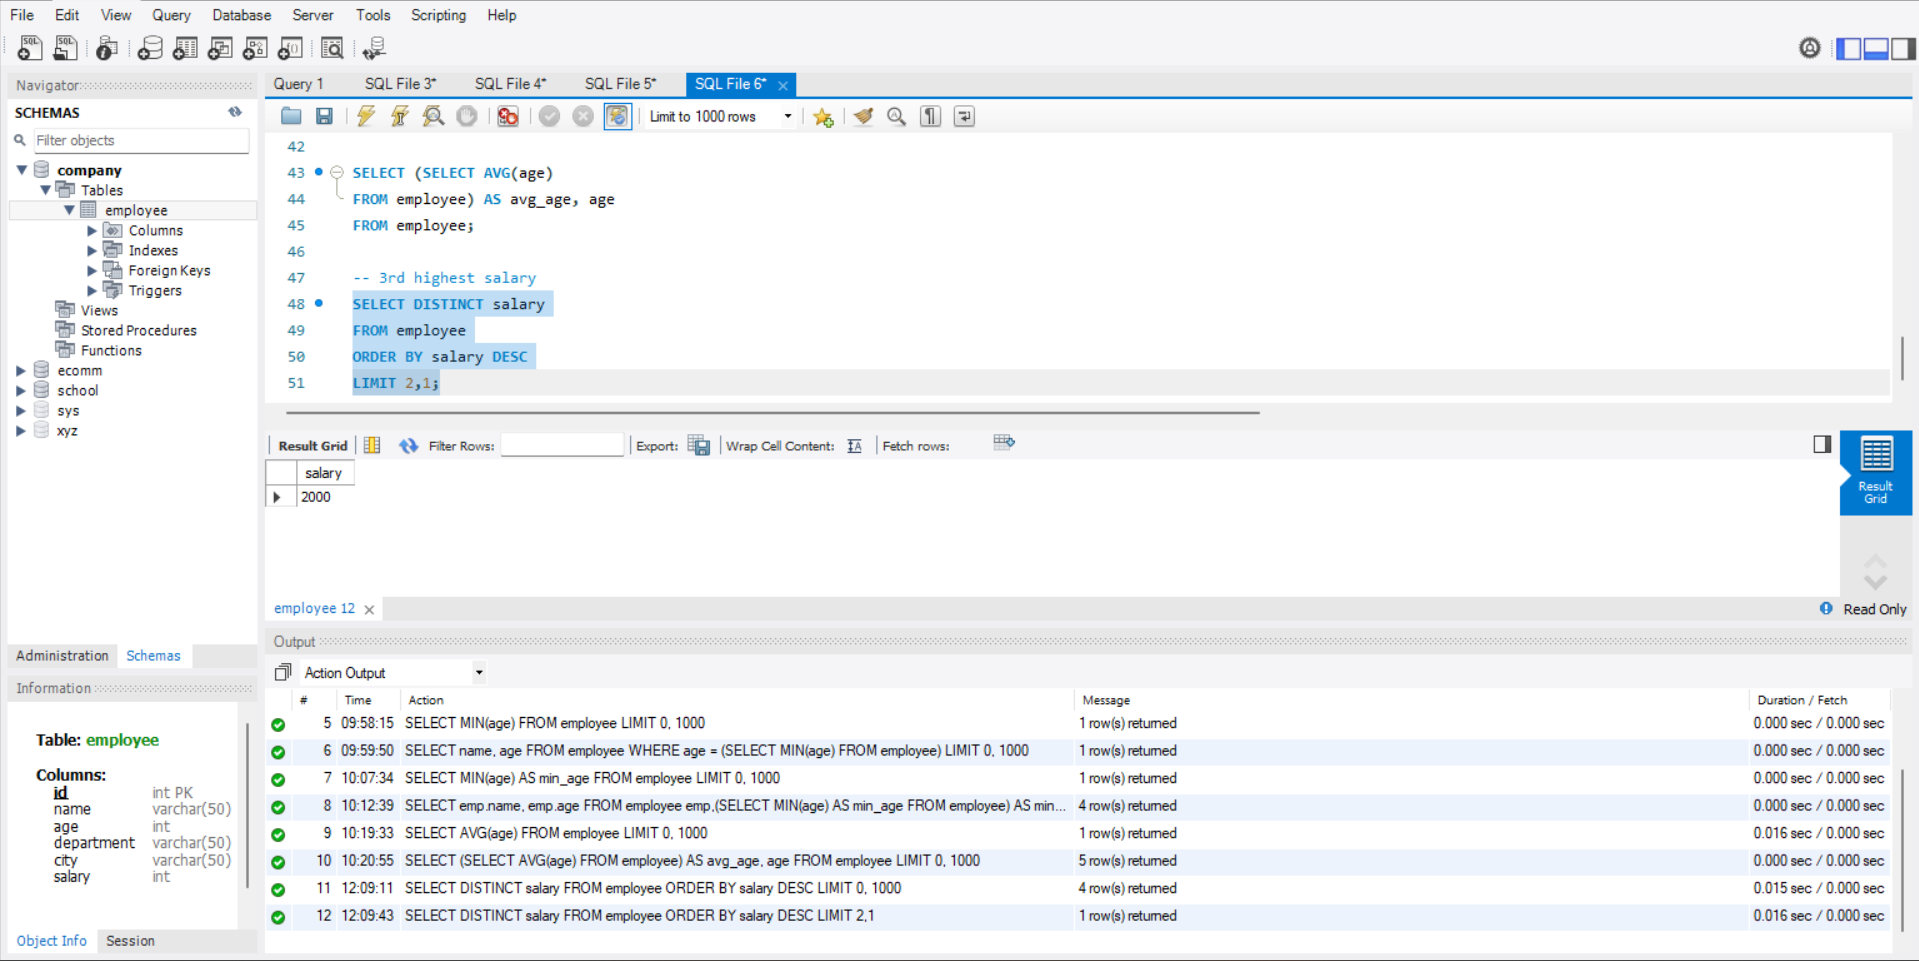 File Edit View Query Database Server Tools Scripting Help
Navigator
SCHEMAS
Filter objects
company
Tables
employee
Columns
Indexes
Foreign Keys
Triggers
Views
Stored Procedures
Functions
ecomm
school
sys
xyz
Administration Schemas
Information
Table: employee
Columns:
id int PK
name varchar(50)
age int
department varchar(50)
city varchar(50)
salary int
Object Info Session
Query 1 SQL File 3* SQL File 4* SQL File 5* SQL File 6*
Limit to 1000 rows
42
43 SELECT (SELECT AVG(age)
44 FROM employee) AS avg_age, age
45 FROM employee;
46
47 -- 3rd highest salary
48 SELECT DISTINCT salary
49 FROM employee
50 ORDER BY salary DESC
51 LIMIT 2,1;
Result Grid Filter Rows: Export: Wrap Cell Content: Fetch rows:
salary
2000
Result
Grid
employee 12 Read Only
Output
Action Output
# Time Action Message Duration / Fetch
5 09:58:15 SELECT MIN(age) FROM employee LIMIT 0, 1000 1 row(s) returned 0.000 sec / 0.000 sec
6 09:59:50 SELECT name, age FROM employee WHERE age = (SELECT MIN(age) FROM employee) LIMIT 0, 1000 1 row(s) returned 0.000 sec / 0.000 sec
7 10:07:34 SELECT MIN(age) AS min_age FROM employee LIMIT 0, 1000 1 row(s) returned 0.000 sec / 0.000 sec
8 10:12:39 SELECT emp.name, emp.age FROM employee emp,(SELECT MIN(age) AS min_age FROM employee) AS min... 4 row(s) returned 0.000 sec / 0.000 sec
9 10:19:33 SELECT AVG(age) FROM employee LIMIT 0, 1000 1 row(s) returned 0.016 sec / 0.000 sec
10 10:20:55 SELECT (SELECT AVG(age) FROM employee) AS avg_age, age FROM employee LIMIT 0, 1000 5 row(s) returned 0.000 sec / 0.000 sec
11 12:09:11 SELECT DISTINCT salary FROM employee ORDER BY salary DESC LIMIT 0, 1000 4 row(s) returned 0.015 sec / 0.000 sec
12 12:09:43 SELECT DISTINCT salary FROM employee ORDER BY salary DESC LIMIT 2,1 1 row(s) returned 0.016 sec / 0.000 sec